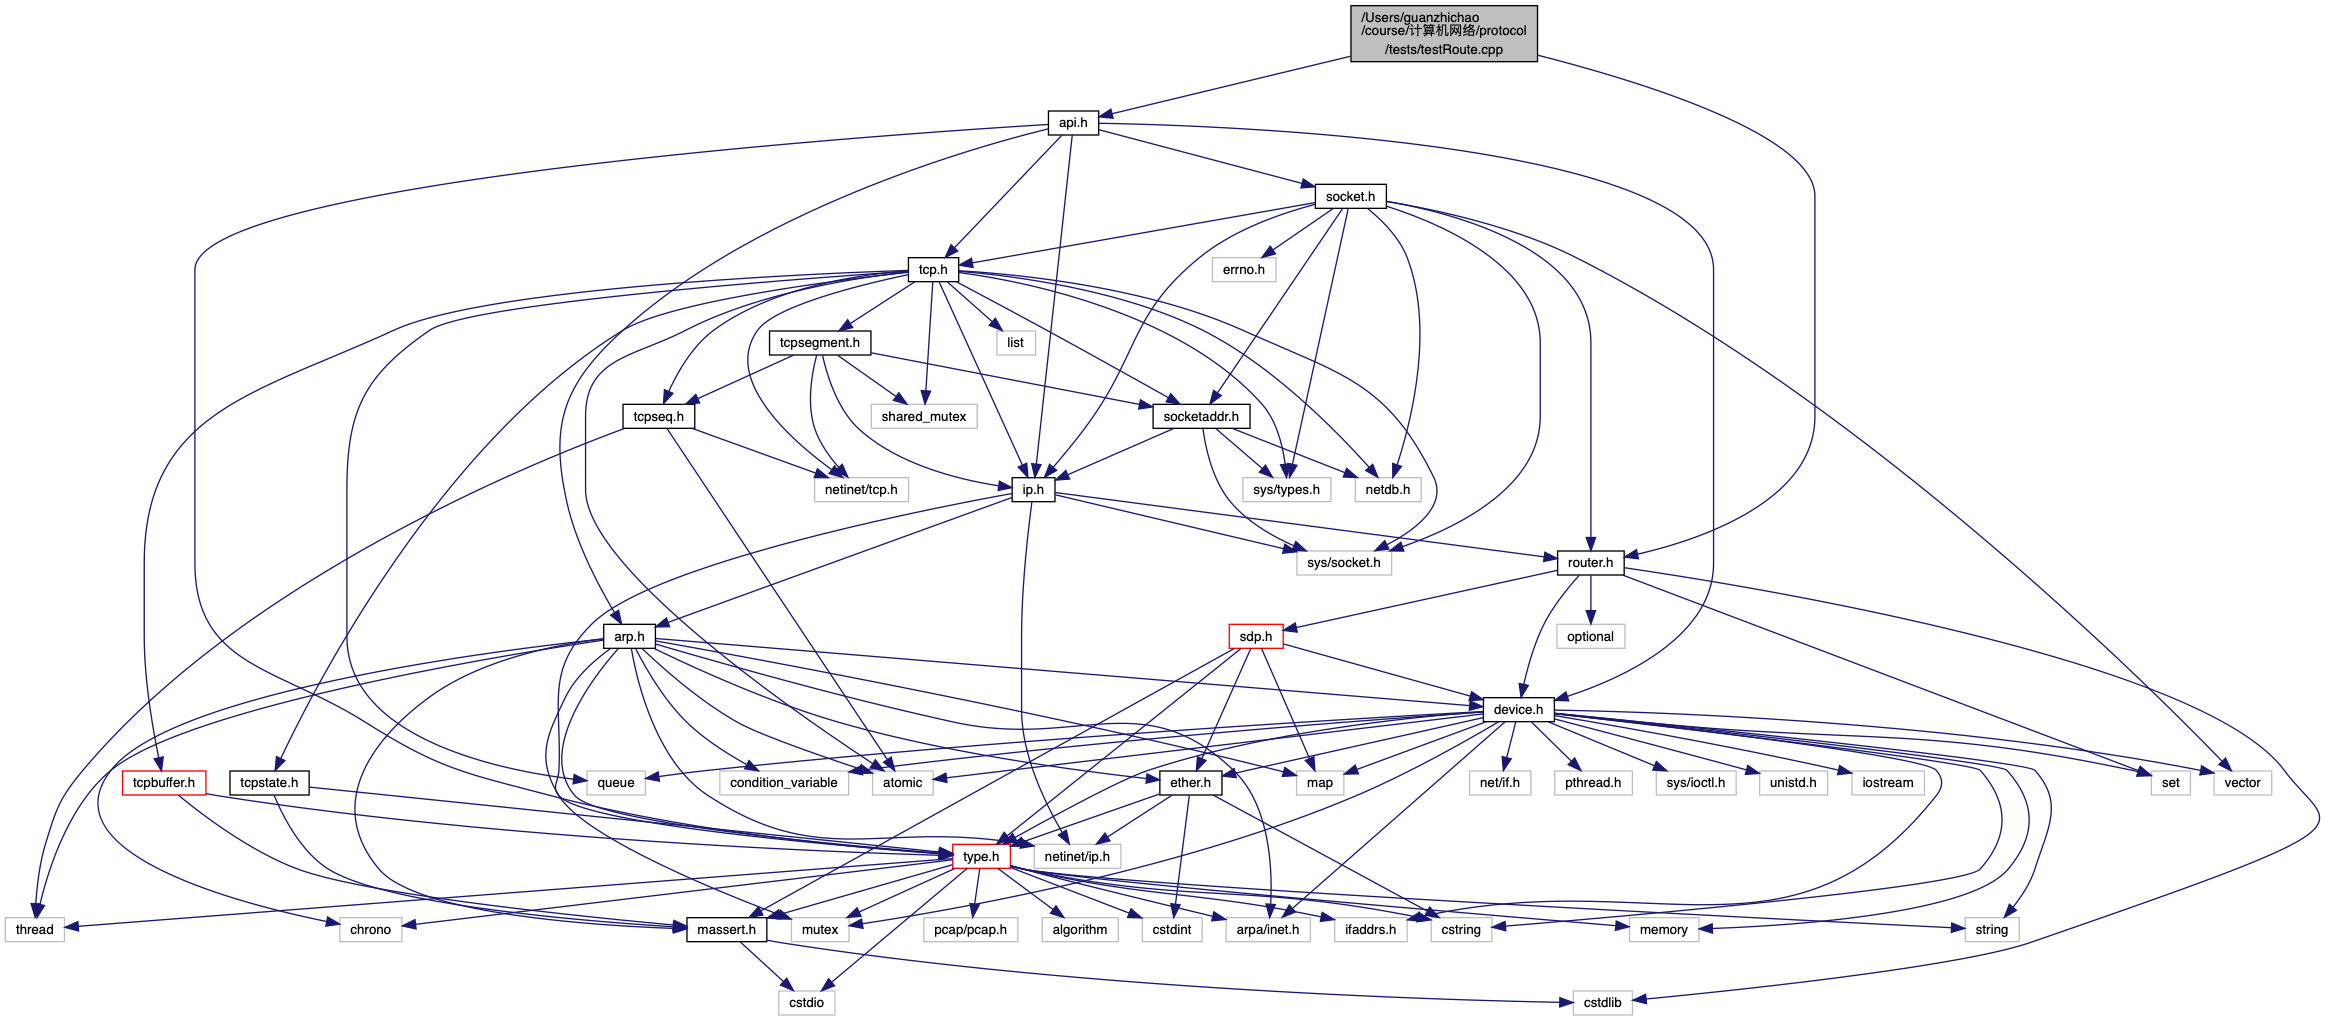 /Users/guanzhichao
/course/计算机网络/protocol
/tests/testRoute.cpp
api.h
socket.h
tcp.h
errno.h
tcpsegment.h
list
tcpseq.h
shared_mutex
socketaddr.h
netinet/tcp.h
ip.h
sys/types.h
netdb.h
sys/socket.h
router.h
arp.h
sdp.h
optional
device.h
tcpbuffer.h
tcpstate.h
queue
condition_variable
atomic
ether.h
map
net/if.h
pthread.h
sys/ioctl.h
unistd.h
iostream
set
vector
type.h
netinet/ip.h
thread
chrono
massert.h
mutex
pcap/pcap.h
algorithm
cstdint
arpa/inet.h
ifaddrs.h
cstring
memory
string
cstdio
cstdlib